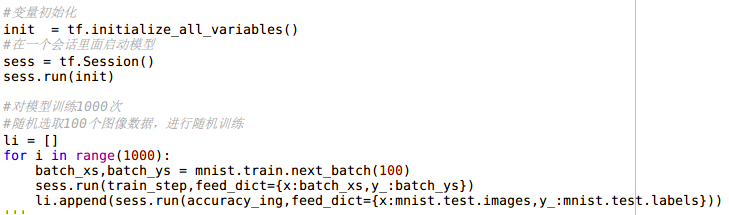 #变量初始化
init  = tf.initialize_all_variables()
#在一个会话里面启动模型
sess = tf.Session()
sess.run(init)
#对模型训练1000次
#随机选取100个图像数据，进行随机训练
li = []
for i in range(1000):
    batch_xs,batch_ys = mnist.train.next_batch(100)
    sess.run(train_step,feed_dict={x:batch_xs,y_:batch_ys})
    li.append(sess.run(accuracy_ing,feed_dict={x:mnist.test.images,y_:mnist.test.labels}))
'''